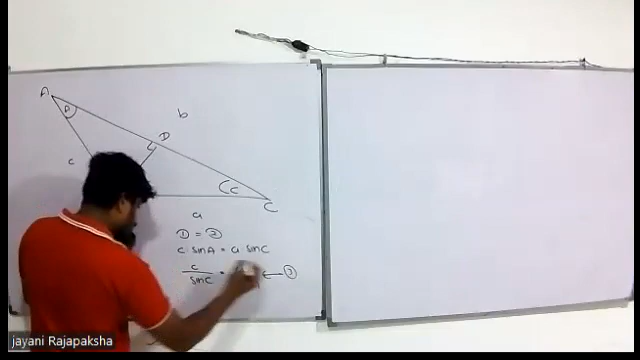 A
b
A
D
c
C
C
a
① = ②
c sinA = a sinC
c/sinC =
← ③
jayani Rajapaksha